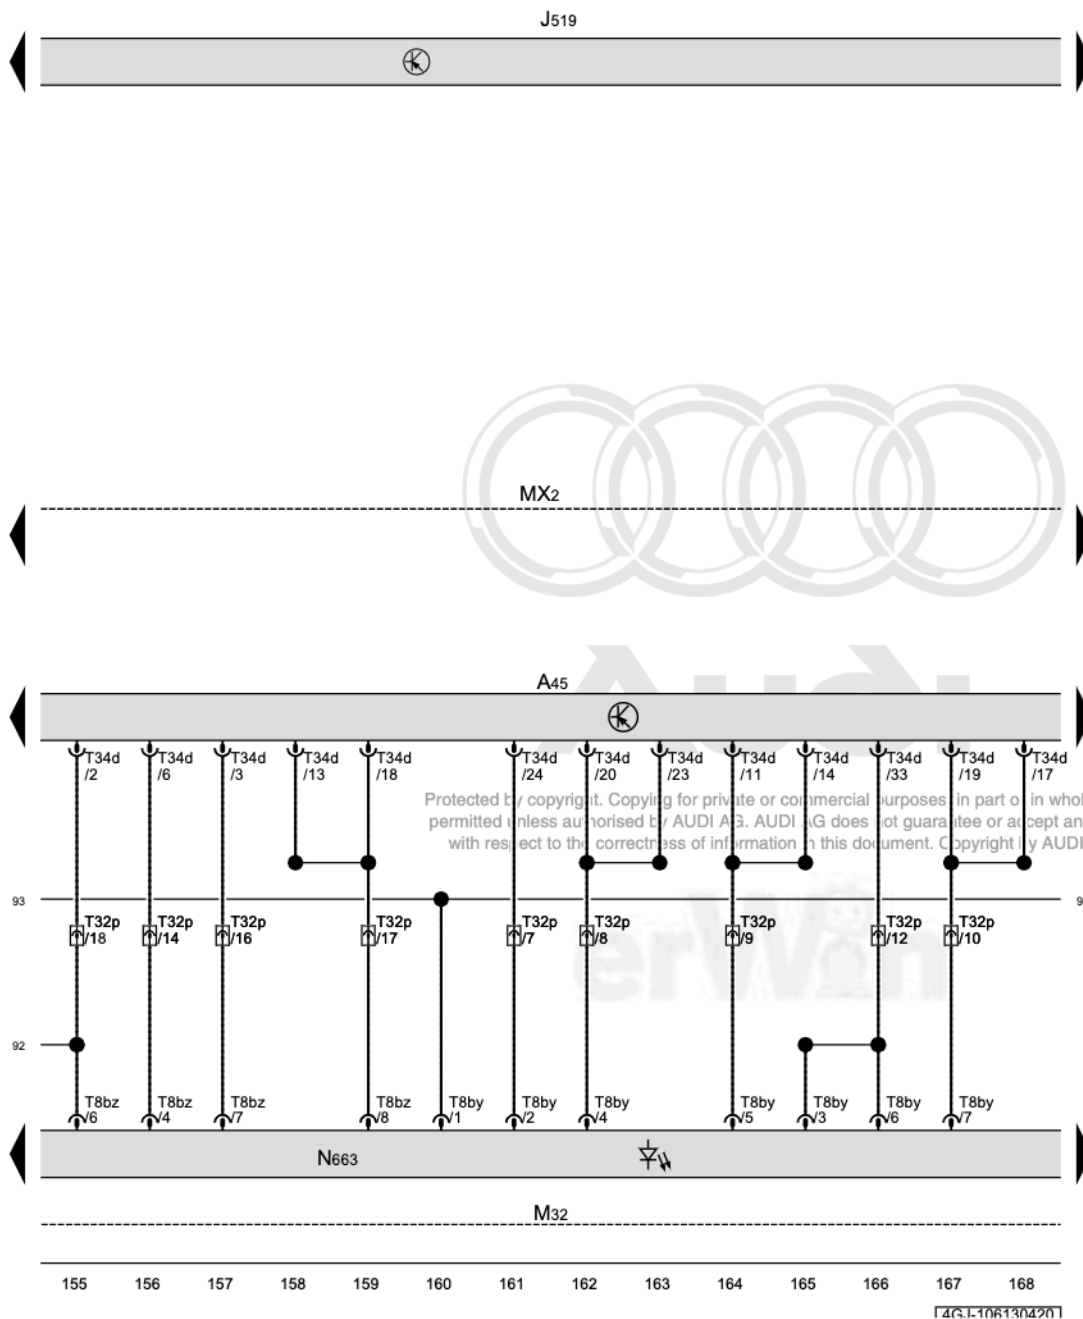 J519
MX2
Audi
A45
T34d /2
T34d /6
T34d /3
T34d /13
T34d /18
T34d /24
T34d /20
T34d /23
T34d /11
T34d /14
T34d /33
T34d /19
T34d /17
Protected by copyright. Copying for private or commercial purposes, in part or in whol
permitted unless authorised by AUDI AG. AUDI AG does not guarantee or accept an
with respect to the correctness of information in this document. Copyright by AUDI
93
9
T32p /18
T32p /14
T32p /16
T32p /17
T32p /7
T32p /8
T32p /9
T32p /12
T32p /10
erWin
92
T8bz /6
T8bz /4
T8bz /7
T8bz /8
T8by /1
T8by /2
T8by /4
T8by /5
T8by /3
T8by /6
T8by /7
N663
M32
155 156 157 158 159 160 161 162 163 164 165 166 167 168
4GJ-106130420